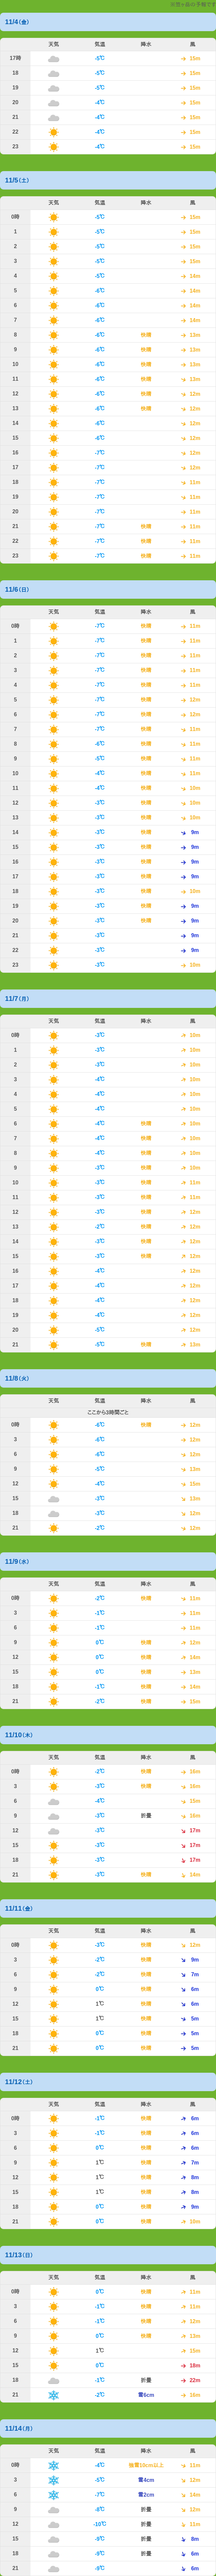 11/4(金)
天気 気温 降水 風
17時 -5℃ 15m
18 -5℃ 15m
19 -5℃ 15m
20 -4℃ 15m
21 -4℃ 15m
22 -4℃ 15m
23 -4℃ 15m
11/5(土)
天気 気温 降水 風
0時 -5℃ 15m
1 -5℃ 15m
2 -5℃ 15m
3 -5℃ 15m
4 -5℃ 14m
5 -6℃ 14m
6 -6℃ 14m
7 -6℃ 14m
8 -6℃ 快晴 13m
9 -6℃ 快晴 13m
10 -6℃ 快晴 13m
11 -6℃ 快晴 13m
12 -6℃ 快晴 12m
13 -6℃ 快晴 12m
14 -6℃ 12m
15 -6℃ 12m
16 -7℃ 12m
17 -7℃ 12m
18 -7℃ 11m
19 -7℃ 11m
20 -7℃ 11m
21 -7℃ 快晴 11m
22 -7℃ 快晴 11m
23 -7℃ 快晴 11m
11/6(日)
天気 気温 降水 風
0時 -7℃ 快晴 11m
1 -7℃ 快晴 11m
2 -7℃ 快晴 11m
3 -7℃ 快晴 11m
4 -7℃ 快晴 11m
5 -7℃ 快晴 12m
6 -7℃ 快晴 12m
7 -7℃ 快晴 11m
8 -6℃ 快晴 11m
9 -5℃ 快晴 11m
10 -4℃ 快晴 11m
11 -4℃ 快晴 10m
12 -3℃ 快晴 10m
13 -3℃ 快晴 10m
14 -3℃ 快晴 9m
15 -3℃ 快晴 9m
16 -3℃ 快晴 9m
17 -3℃ 快晴 9m
18 -3℃ 快晴 10m
19 -3℃ 快晴 9m
20 -3℃ 快晴 9m
21 -3℃ 9m
22 -3℃ 9m
23 -3℃ 10m
11/7(月)
天気 気温 降水 風
0時 -3℃ 10m
1 -3℃ 10m
2 -3℃ 10m
3 -4℃ 10m
4 -4℃ 10m
5 -4℃ 10m
6 -4℃ 快晴 10m
7 -4℃ 快晴 10m
8 -4℃ 快晴 10m
9 -3℃ 快晴 10m
10 -3℃ 快晴 11m
11 -3℃ 快晴 11m
12 -3℃ 快晴 12m
13 -2℃ 快晴 12m
14 -3℃ 快晴 12m
15 -3℃ 快晴 12m
16 -4℃ 12m
17 -4℃ 12m
18 -4℃ 12m
19 -4℃ 12m
20 -5℃ 12m
21 -5℃ 快晴 13m
11/8(火)
天気 気温 降水 風
ここから3時間ごと
0時 -6℃ 快晴 12m
3 -6℃ 12m
6 -6℃ 12m
9 -5℃ 13m
12 -4℃ 15m
15 -3℃ 13m
18 -3℃ 12m
21 -2℃ 12m
11/9(水)
天気 気温 降水 風
0時 -2℃ 快晴 11m
3 -1℃ 11m
6 -1℃ 11m
9 0℃ 快晴 12m
12 0℃ 快晴 14m
15 0℃ 快晴 13m
18 -1℃ 快晴 14m
21 -2℃ 快晴 15m
11/10(木)
天気 気温 降水 風
0時 -2℃ 快晴 16m
3 -3℃ 快晴 16m
6 -4℃ 15m
9 -3℃ 折曇 16m
12 -3℃ 17m
15 -3℃ 17m
18 -3℃ 17m
21 -3℃ 快晴 14m
11/11(金)
天気 気温 降水 風
0時 -3℃ 快晴 12m
3 -2℃ 快晴 9m
6 -2℃ 快晴 7m
9 0℃ 快晴 6m
12 1℃ 快晴 6m
15 1℃ 快晴 5m
18 0℃ 快晴 5m
21 0℃ 快晴 5m
11/12(土)
天気 気温 降水 風
0時 -1℃ 快晴 6m
3 -1℃ 快晴 6m
6 0℃ 快晴 6m
9 1℃ 快晴 7m
12 1℃ 快晴 8m
15 1℃ 快晴 8m
18 0℃ 快晴 9m
21 0℃ 快晴 10m
11/13(日)
天気 気温 降水 風
0時 0℃ 快晴 11m
3 -1℃ 快晴 11m
6 -1℃ 快晴 12m
9 0℃ 快晴 13m
12 1℃ 15m
15 0℃ 18m
18 -1℃ 折曇 22m
21 -2℃ 雪6cm 16m
11/14(月)
天気 気温 降水 風
0時 -4℃ 11m
3 -5℃ 雪4cm 12m
6 -7℃ 雪2cm 14m
9 -8℃ 折曇 12m
12 -10℃ 折曇 11m
15 -9℃ 折曇 8m
18 -9℃ 折曇 6m
21 -9℃ 6m